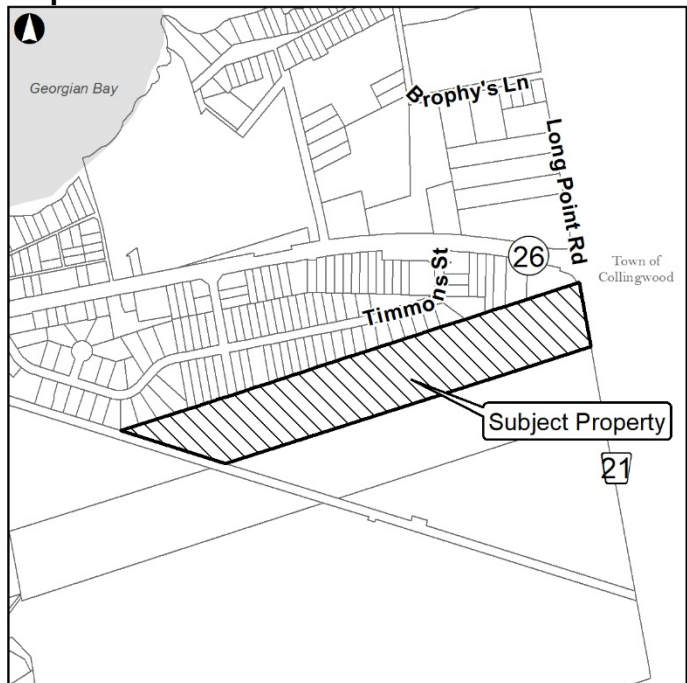 Georgian Bay
Brophy's Ln
Long Point Rd
26
Town of
Collingwood
Timmons St
Subject Property
21